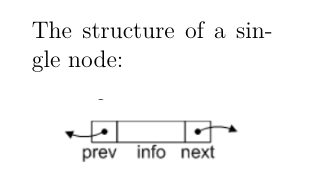 The structure of a sin-
gle node:
prev info next